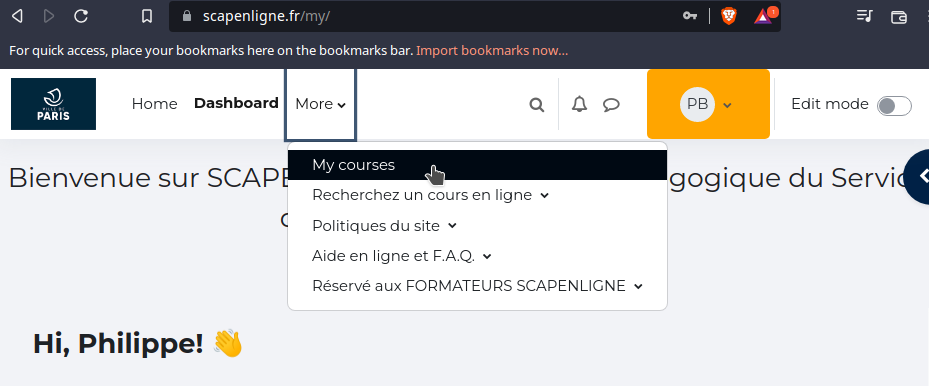 scapenligne.fr/my/
1
For quick access, place your bookmarks here on the bookmarks bar. Import bookmarks now...
VILLE DE
PARIS
Home Dashboard More PB Edit mode
My courses
Bienvenue sur SCAPE gogique du Servic
Recherchez un cours en ligne
Politiques du site
Aide en ligne et F.A.Q.
Réservé aux FORMATEURS SCAPENLIGNE
Hi, Philippe! 👋